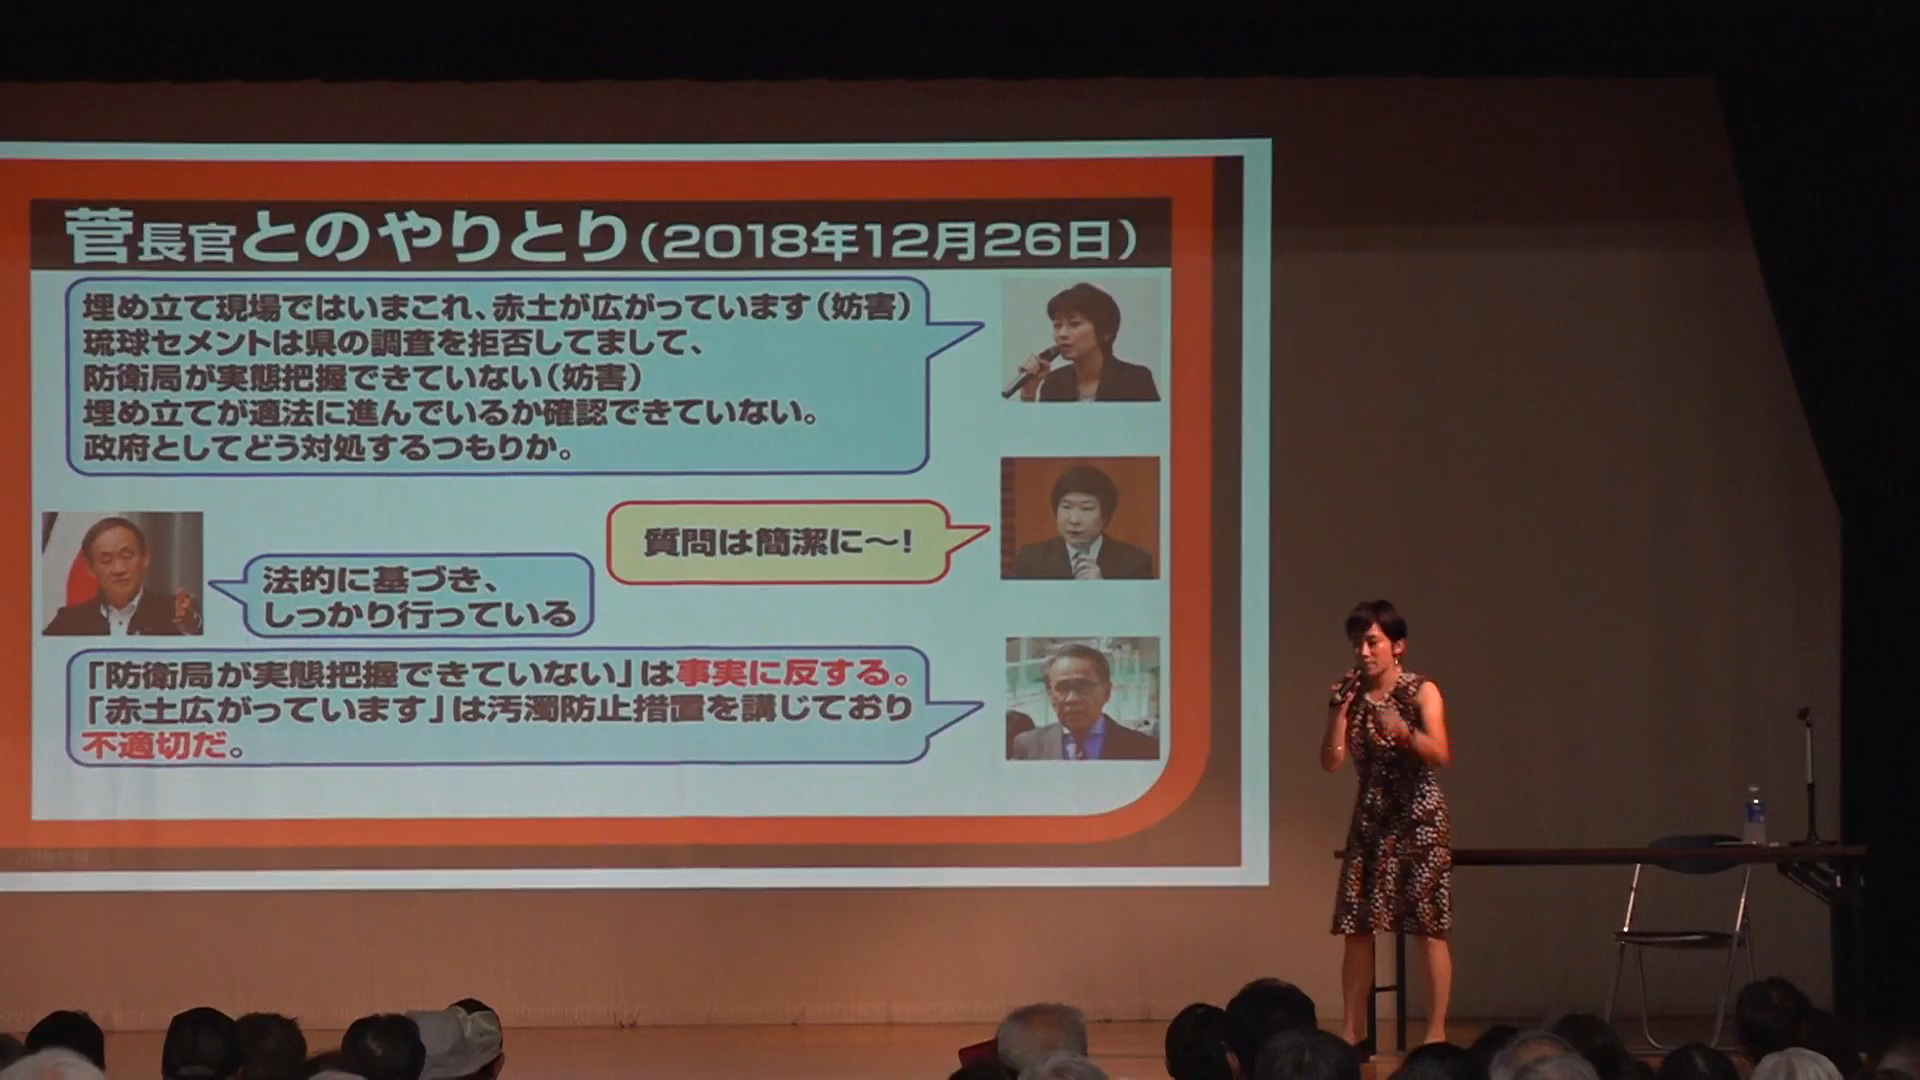 菅長官とのやりとり(2018年12月26日)
埋め立て現場ではいまこれ、赤土が広がっています(妨害)
琉球セメントは県の調査を拒否してまして、
防衛局が実態把握できていない(妨害)
埋め立てが適法に進んでいるか確認できていない。
政府としてどう対処するつもりか。
質問は簡潔に〜!
法的に基づき、
しっかり行っている
「防衛局が実態把握できていない」は事実に反する。
「赤土広がっています」は汚濁防止措置を講じており
不適切だ。